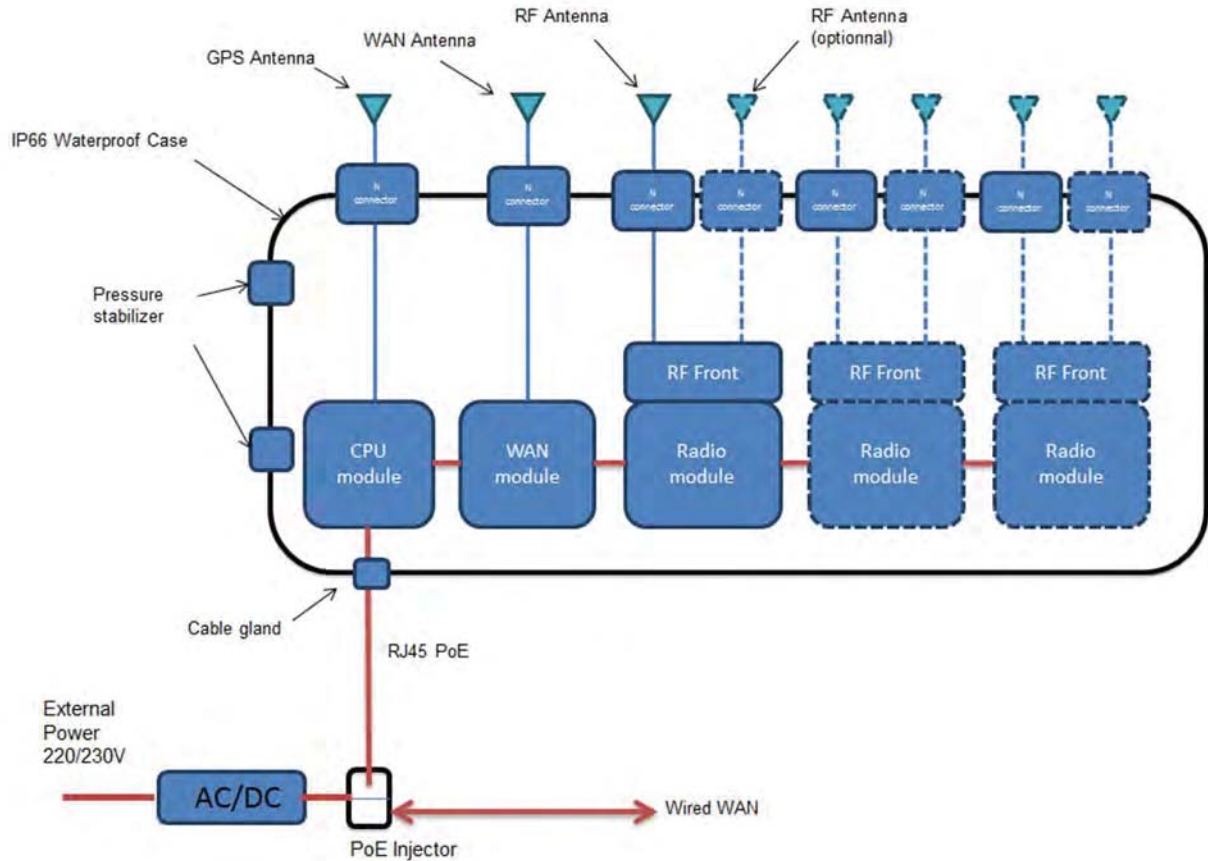 RF Antenna
RF Antenna
(optionnal)
WAN Antenna
GPS Antenna
IP66 Waterproof Case
N
connector
N
connector
N
connector
N
connector
N
connector
N
connector
N
connector
N
connector
Pressure
stabilizer
RF Front
RF Front
RF Front
CPU
module
WAN
module
Radio
module
Radio
module
Radio
module
Cable gland
RJ45 PoE
External
Power
220/230V
AC/DC
Wired WAN
PoE Injector